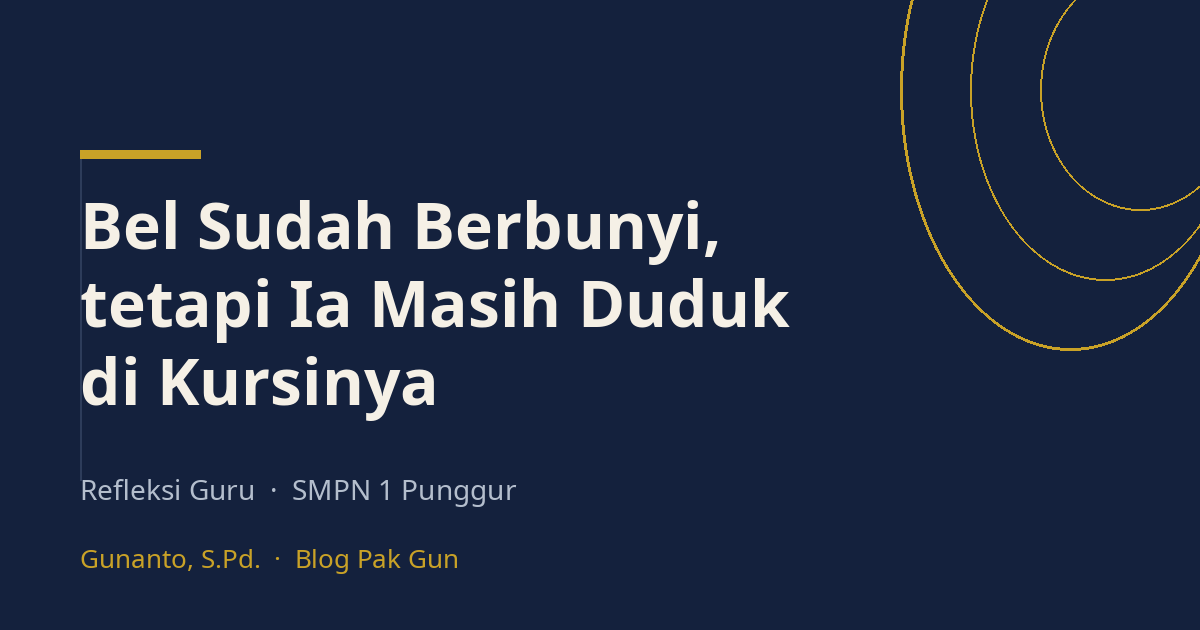 Bel Sudah Berbunyi,
tetapi Ia Masih Duduk
di Kursinya
Refleksi Guru · SMPN 1 Punggur
Gunanto, S.Pd. · Blog Pak Gun